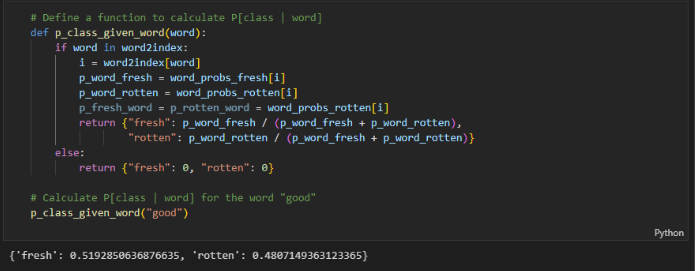 # Define a function to calculate P[class | word]
def p_class_given_word(word):
    if word in word2index:
        i = word2index[word]
        p_word_fresh = word_probs_fresh[i]
        p_word_rotten = word_probs_rotten[i]
        p_fresh_word = p_rotten_word = word_probs_rotten[i]
        return {"fresh": p_word_fresh / (p_word_fresh + p_word_rotten),
                "rotten": p_word_rotten / (p_word_fresh + p_word_rotten)}
    else:
        return {"fresh": 0, "rotten": 0}

# Calculate P[class | word] for the word "good"
p_class_given_word("good")
Python
{'fresh': 0.5192850636876635, 'rotten': 0.4807149363123365}